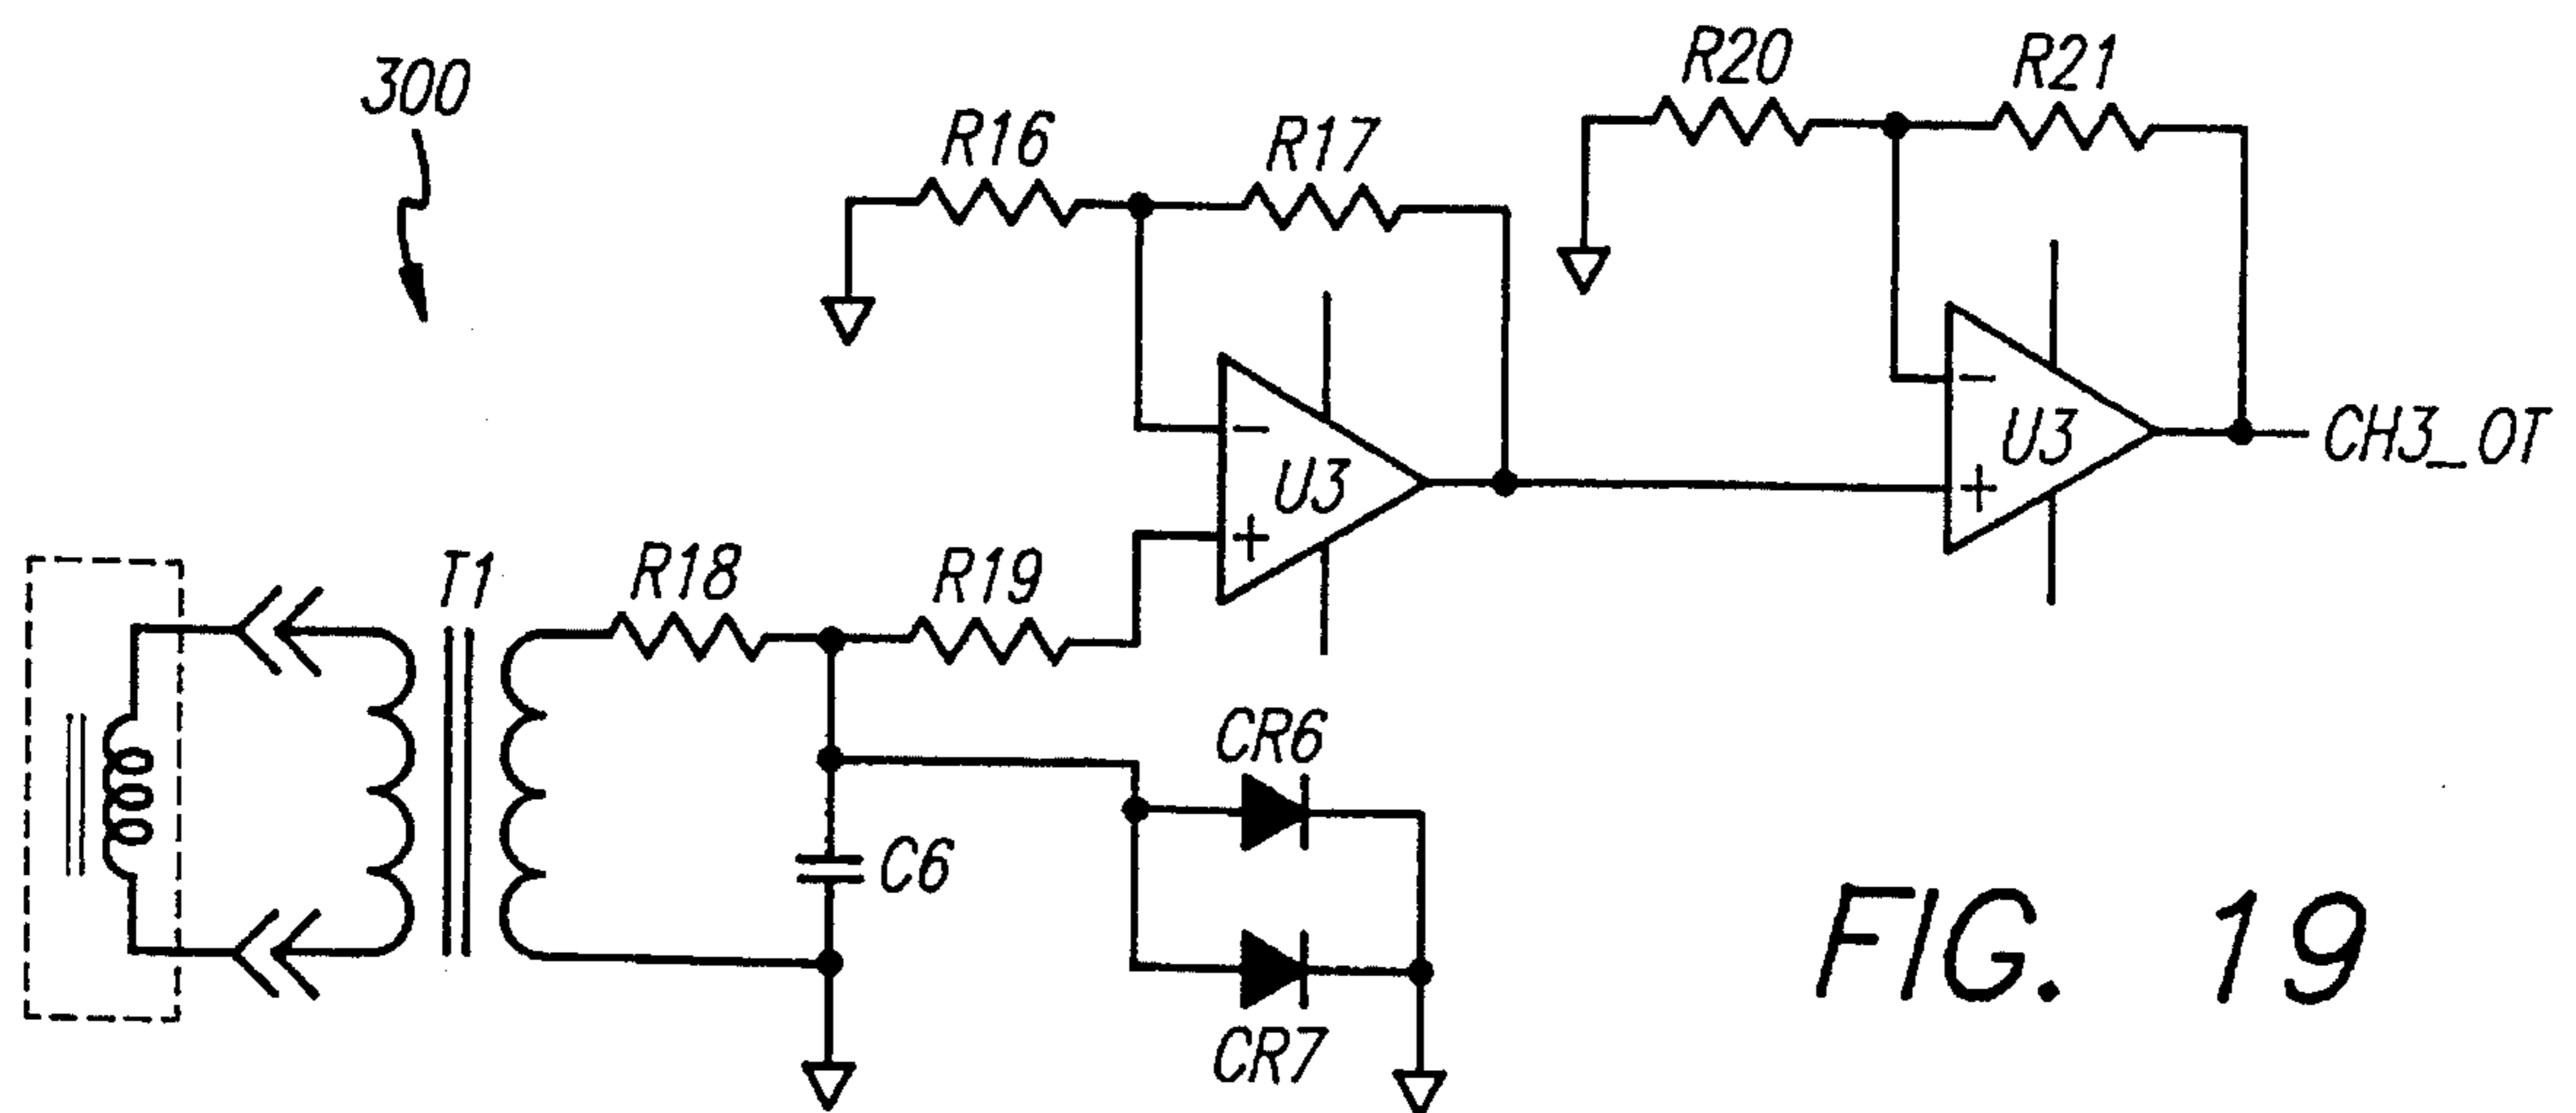 300
R16
R17
R20
R21
U3
U3
CH3_OT
T1
R18
R19
C6
CR6
CR7
FIG. 19